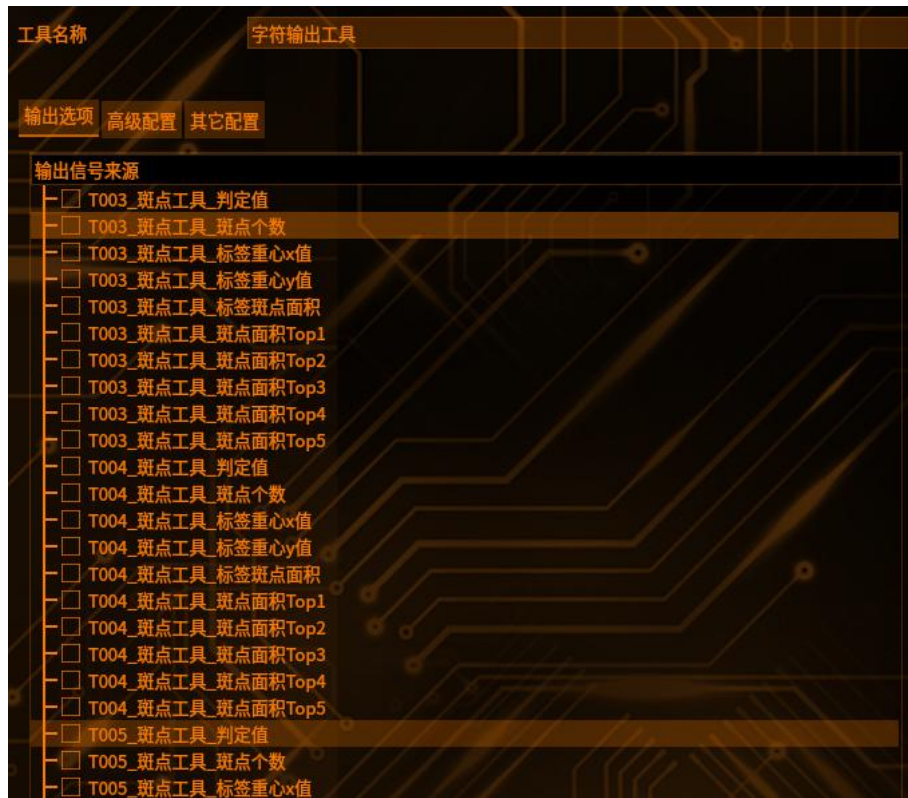 工具名称 字符输出工具
输出选项 高级配置 其它配置
输出信号来源
T003_斑点工具_判定值
T003_斑点工具_斑点个数
T003_斑点工具_标签重心x值
T003_斑点工具_标签重心y值
T003_斑点工具_标签斑点面积
T003_斑点工具_斑点面积Top1
T003_斑点工具_斑点面积Top2
T003_斑点工具_斑点面积Top3
T003_斑点工具_斑点面积Top4
T003_斑点工具_斑点面积Top5
T004_斑点工具_判定值
T004_斑点工具_斑点个数
T004_斑点工具_标签重心x值
T004_斑点工具_标签重心y值
T004_斑点工具_标签斑点面积
T004_斑点工具_斑点面积Top1
T004_斑点工具_斑点面积Top2
T004_斑点工具_斑点面积Top3
T004_斑点工具_斑点面积Top4
T004_斑点工具_斑点面积Top5
T005_斑点工具_判定值
T005_斑点工具_斑点个数
T005_斑点工具_标签重心x值